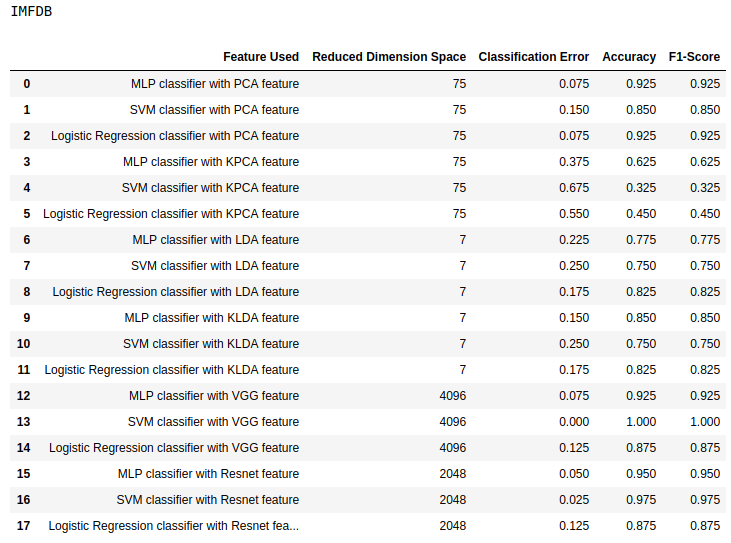 IMFDB
Feature Used Reduced Dimension Space Classification Error Accuracy F1-Score
0 MLP classifier with PCA feature 75 0.075 0.925 0.925
1 SVM classifier with PCA feature 75 0.150 0.850 0.850
2 Logistic Regression classifier with PCA feature 75 0.075 0.925 0.925
3 MLP classifier with KPCA feature 75 0.375 0.625 0.625
4 SVM classifier with KPCA feature 75 0.675 0.325 0.325
5 Logistic Regression classifier with KPCA feature 75 0.550 0.450 0.450
6 MLP classifier with LDA feature 7 0.225 0.775 0.775
7 SVM classifier with LDA feature 7 0.250 0.750 0.750
8 Logistic Regression classifier with LDA feature 7 0.175 0.825 0.825
9 MLP classifier with KLDA feature 7 0.150 0.850 0.850
10 SVM classifier with KLDA feature 7 0.250 0.750 0.750
11 Logistic Regression classifier with KLDA feature 7 0.175 0.825 0.825
12 MLP classifier with VGG feature 4096 0.075 0.925 0.925
13 SVM classifier with VGG feature 4096 0.000 1.000 1.000
14 Logistic Regression classifier with VGG feature 4096 0.125 0.875 0.875
15 MLP classifier with Resnet feature 2048 0.050 0.950 0.950
16 SVM classifier with Resnet feature 2048 0.025 0.975 0.975
17 Logistic Regression classifier with Resnet fea... 2048 0.125 0.875 0.875